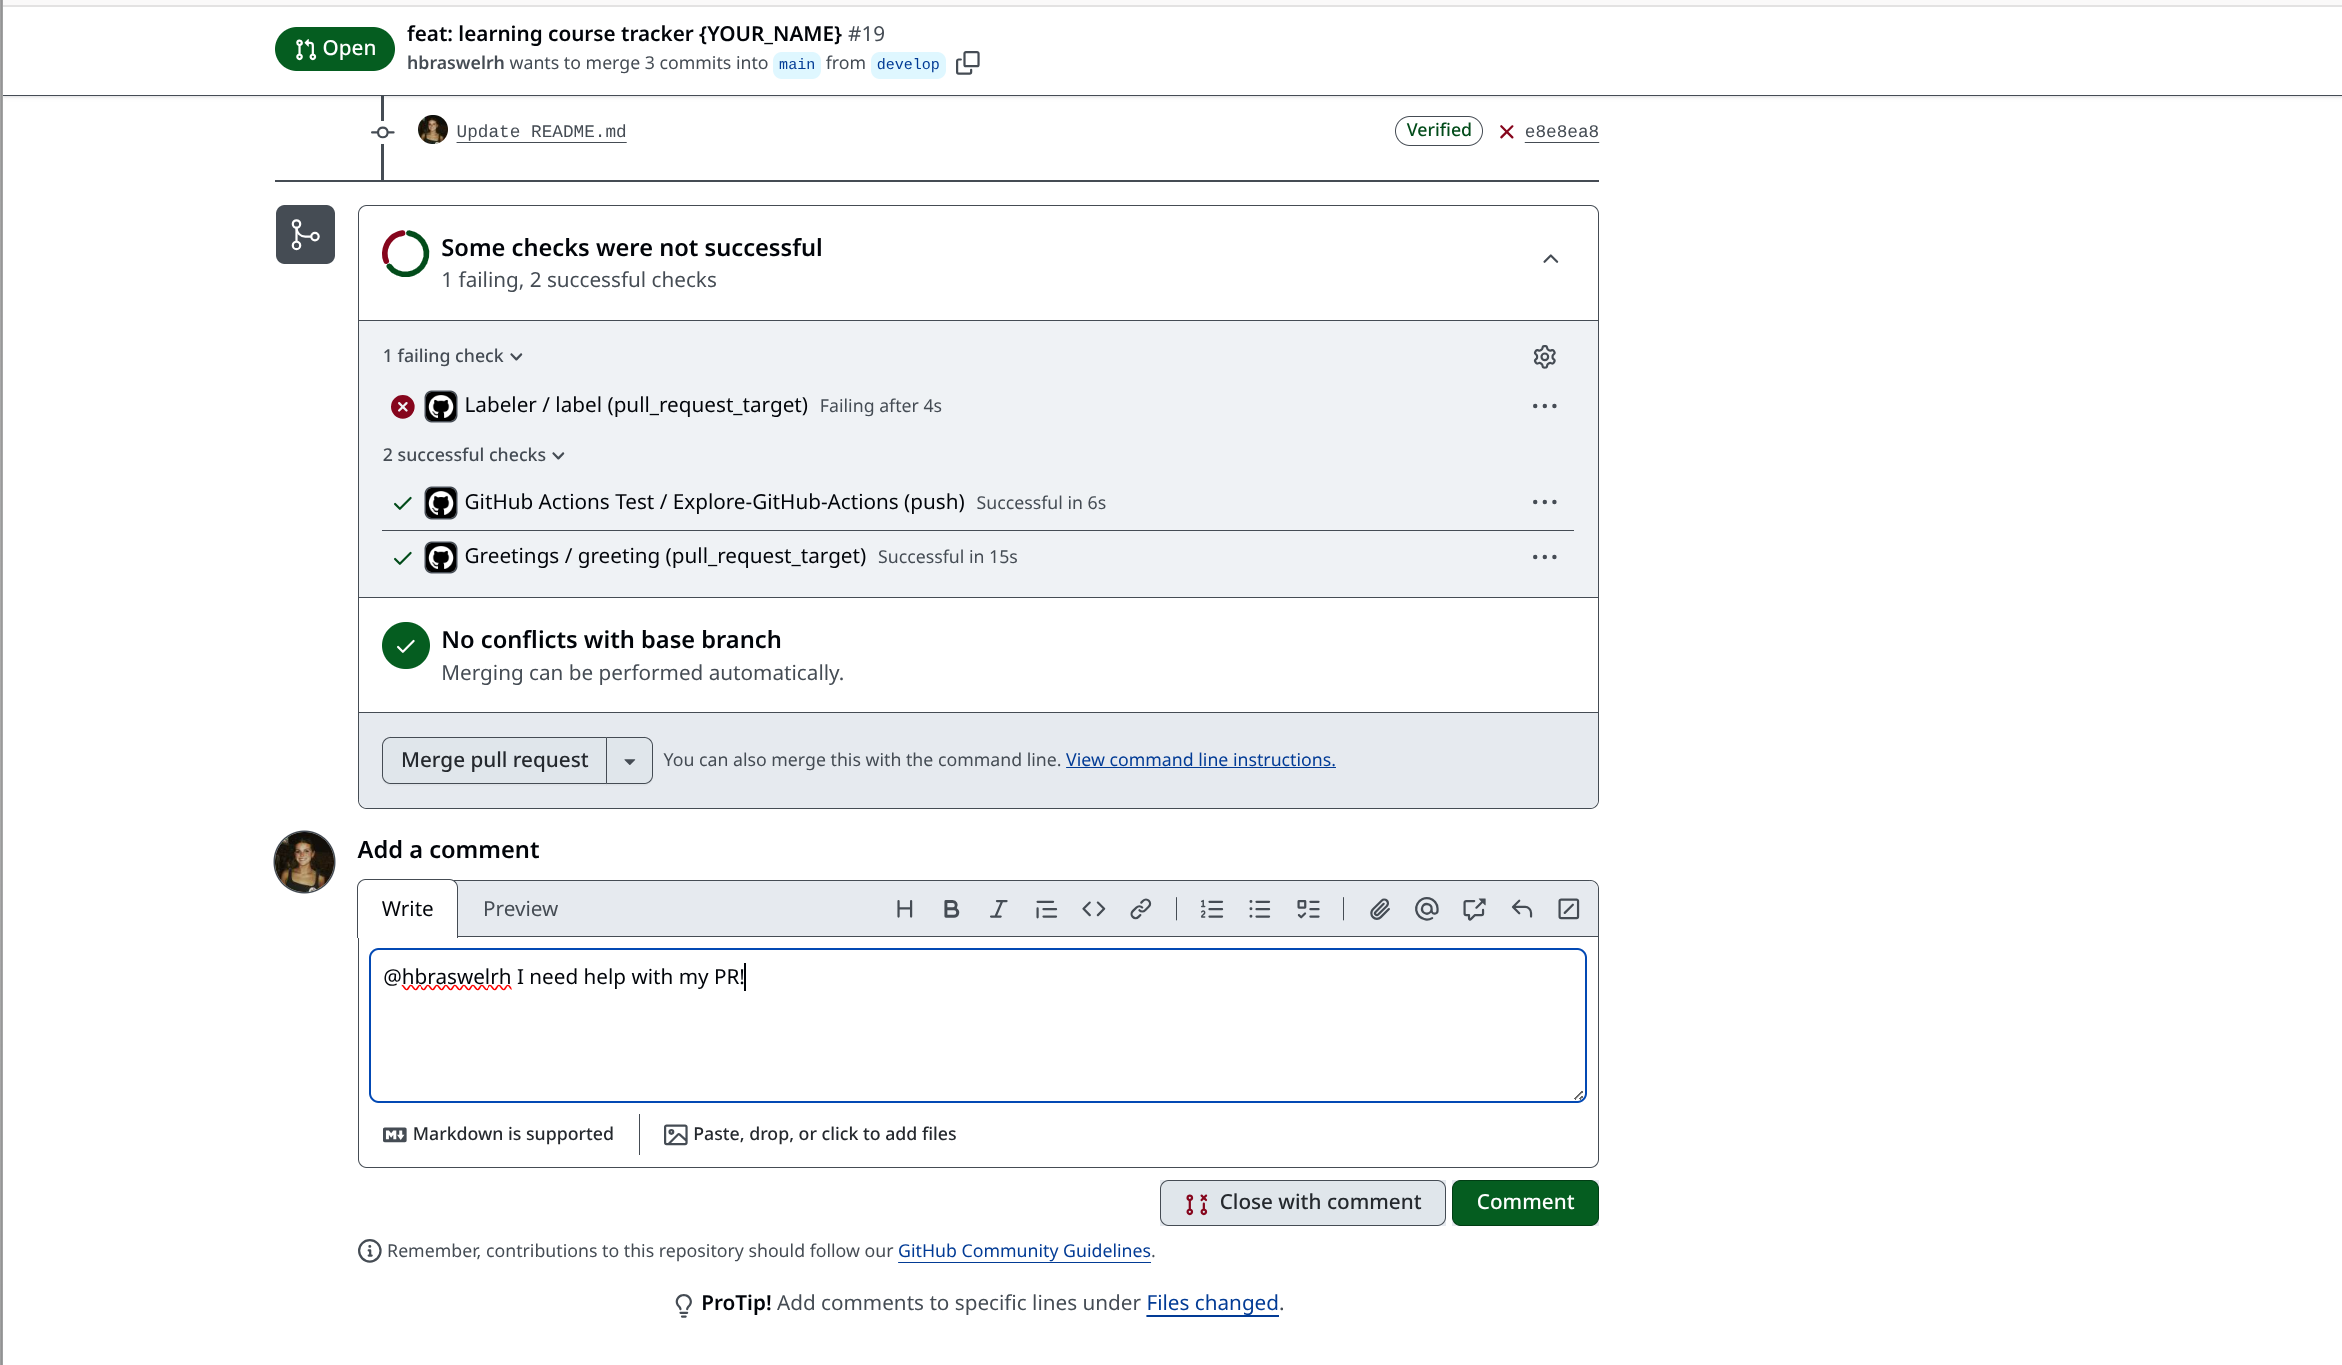 Open
feat: learning course tracker {YOUR_NAME} #19
hbraswelrh wants to merge 3 commits into main from develop
Update README.md Verified e8e8ea8
Some checks were not successful
1 failing, 2 successful checks
1 failing check
Labeler / label (pull_request_target) Failing after 4s
2 successful checks
GitHub Actions Test / Explore-GitHub-Actions (push) Successful in 6s
Greetings / greeting (pull_request_target) Successful in 15s
No conflicts with base branch
Merging can be performed automatically.
Merge pull request You can also merge this with the command line. View command line instructions.
Add a comment
Write Preview
@hbraswelrh I need help with my PR!
Markdown is supported Paste, drop, or click to add files
Close with comment Comment
Remember, contributions to this repository should follow our GitHub Community Guidelines.
ProTip! Add comments to specific lines under Files changed.